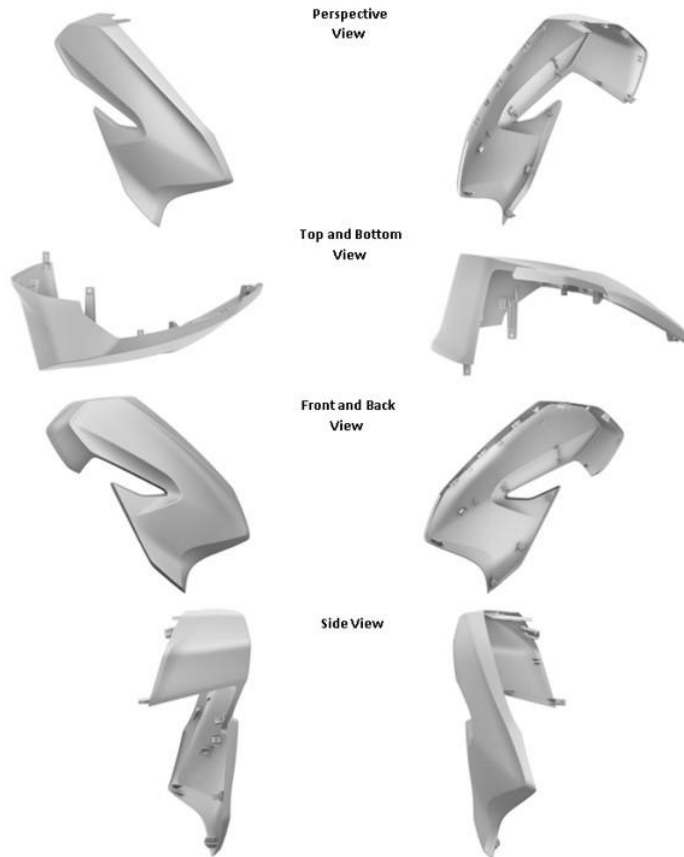 Perspective
View
Top and Bottom
View
Front and Back
View
Side View